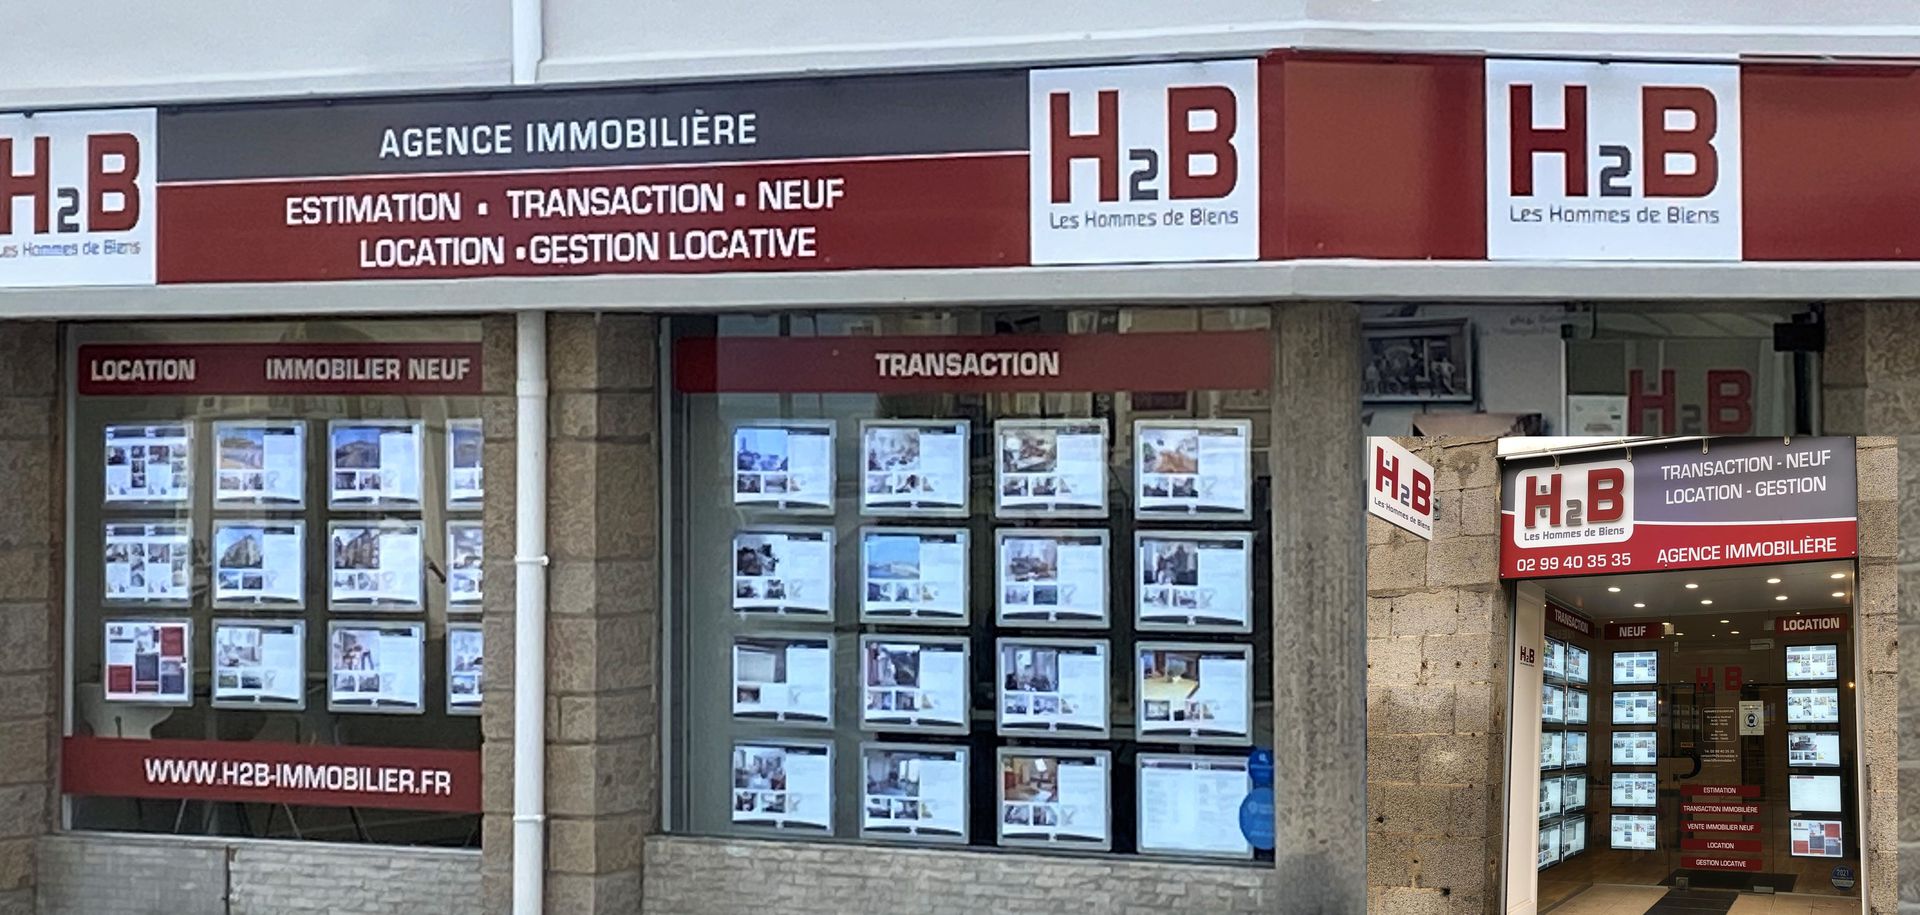 H2B
Les Hommes de Biens
AGENCE IMMOBILIÈRE
ESTIMATION ▪ TRANSACTION ▪ NEUF
LOCATION ▪ GESTION LOCATIVE
H2B
Les Hommes de Biens
H2B
Les Hommes de Biens
LOCATION IMMOBILIER NEUF
WWW.H2B-IMMOBILIER.FR
TRANSACTION
H2B
H2B
Les Hommes de Biens
H2B
Les Hommes de Biens
TRANSACTION - NEUF
LOCATION - GESTION
02 99 40 35 35 AGENCE IMMOBILIÈRE
TRANSACTION
NEUF
LOCATION
H2B
H B
ESTIMATION
TRANSACTION IMMOBILIÈRE
VENTE IMMOBILIER NEUF
LOCATION
GESTION LOCATIVE
2021